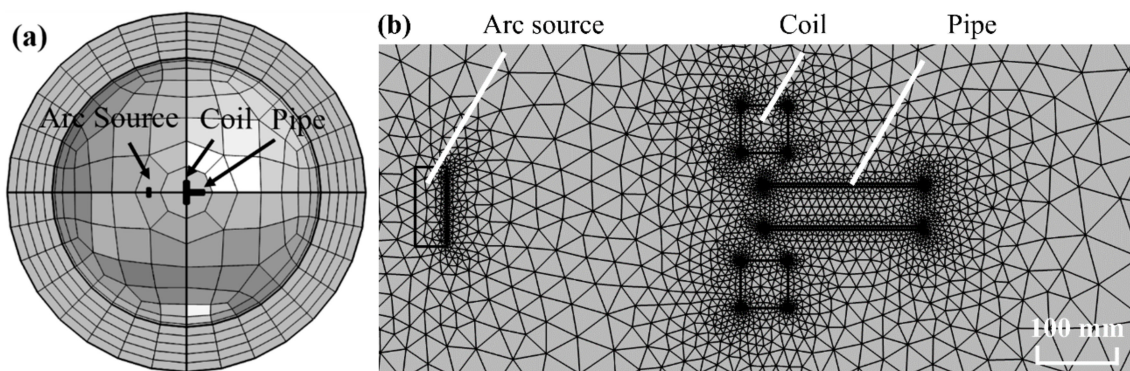 (a)
Arc Source Coil Pipe
(b)
Arc source Coil Pipe
100 mm